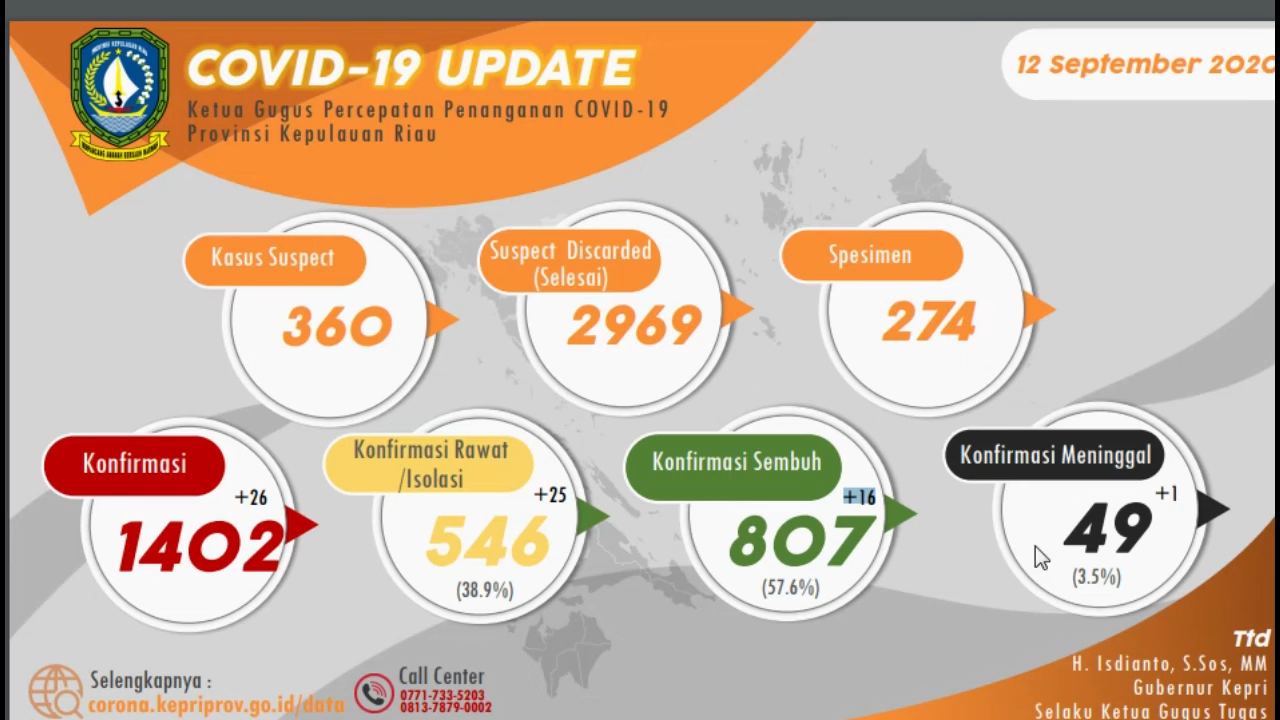 COVID-19 UPDATE
Ketua Gugus Percepatan Penanganan COVID-19
Provinsi Kepulauan Riau
12 September 2020
Kasus Suspect
360
Suspect Discarded
(Selesai)
2969
Spesimen
274
Konfirmasi
+26
1402
Konfirmasi Rawat
/Isolasi
+25
546
(38.9%)
Konfirmasi Sembuh
+16
807
(57.6%)
Konfirmasi Meninggal
+1
49
(3.5%)
Selengkapnya :
corona.kepriprov.go.id/data
Call Center
0771-733-5203
0813-7879-0002
Ttd
H. Isdianto, S.Sos, MM
Gubernur Kepri
Selaku Ketua Gugus Tugas